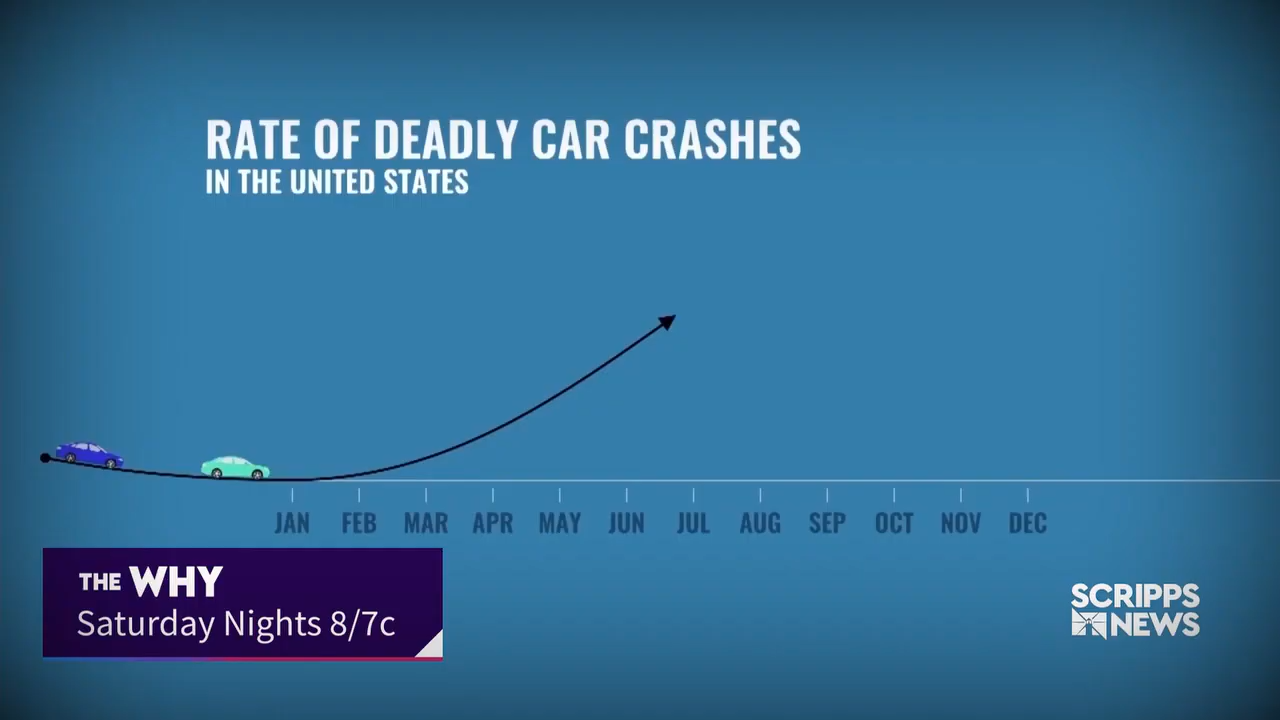 RATE OF DEADLY CAR CRASHES
IN THE UNITED STATES
JAN FEB MAR APR MAY JUN JUL AUG SEP OCT NOV DEC
THE WHY
Saturday Nights 8/7c
SCRIPPS
NEWS